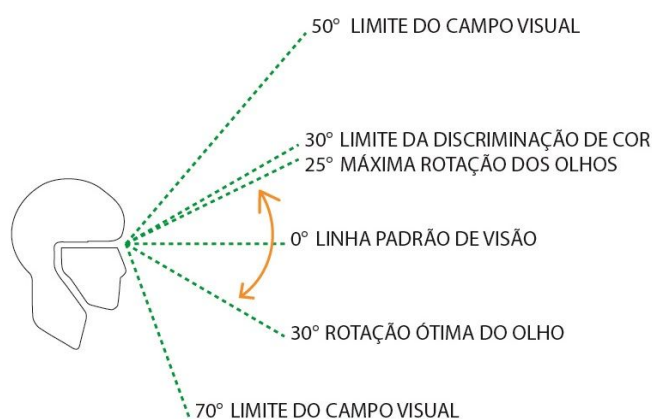 50° LIMITE DO CAMPO VISUAL
30° LIMITE DA DISCRIMINAÇÃO DE COR
25° MÁXIMA ROTAÇÃO DOS OLHOS
0° LINHA PADRÃO DE VISÃO
30° ROTAÇÃO ÓTIMA DO OLHO
70° LIMITE DO CAMPO VISUAL